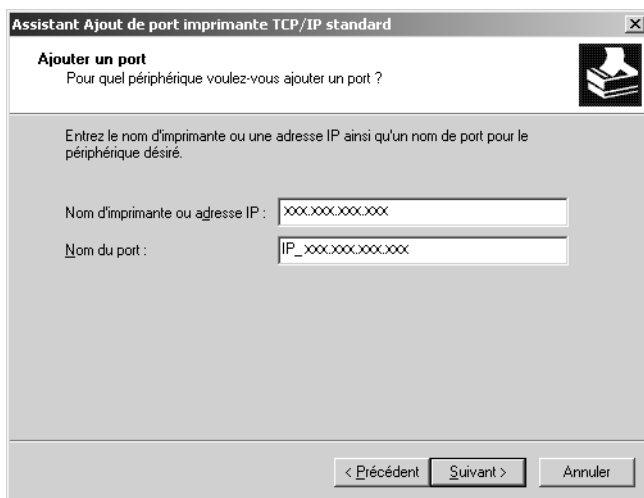 Assistant Ajout de port imprimante TCP/IP standard
Ajouter un port
Pour quel périphérique voulez-vous ajouter un port ?
Entrez le nom d'imprimante ou une adresse IP ainsi qu'un nom de port pour le
périphérique désiré.
Nom d'imprimante ou adresse IP : xxx.xxx.xxx.xxx
Nom du port : IP_xxx.xxx.xxx.xxx
< Précédent Suivant > Annuler